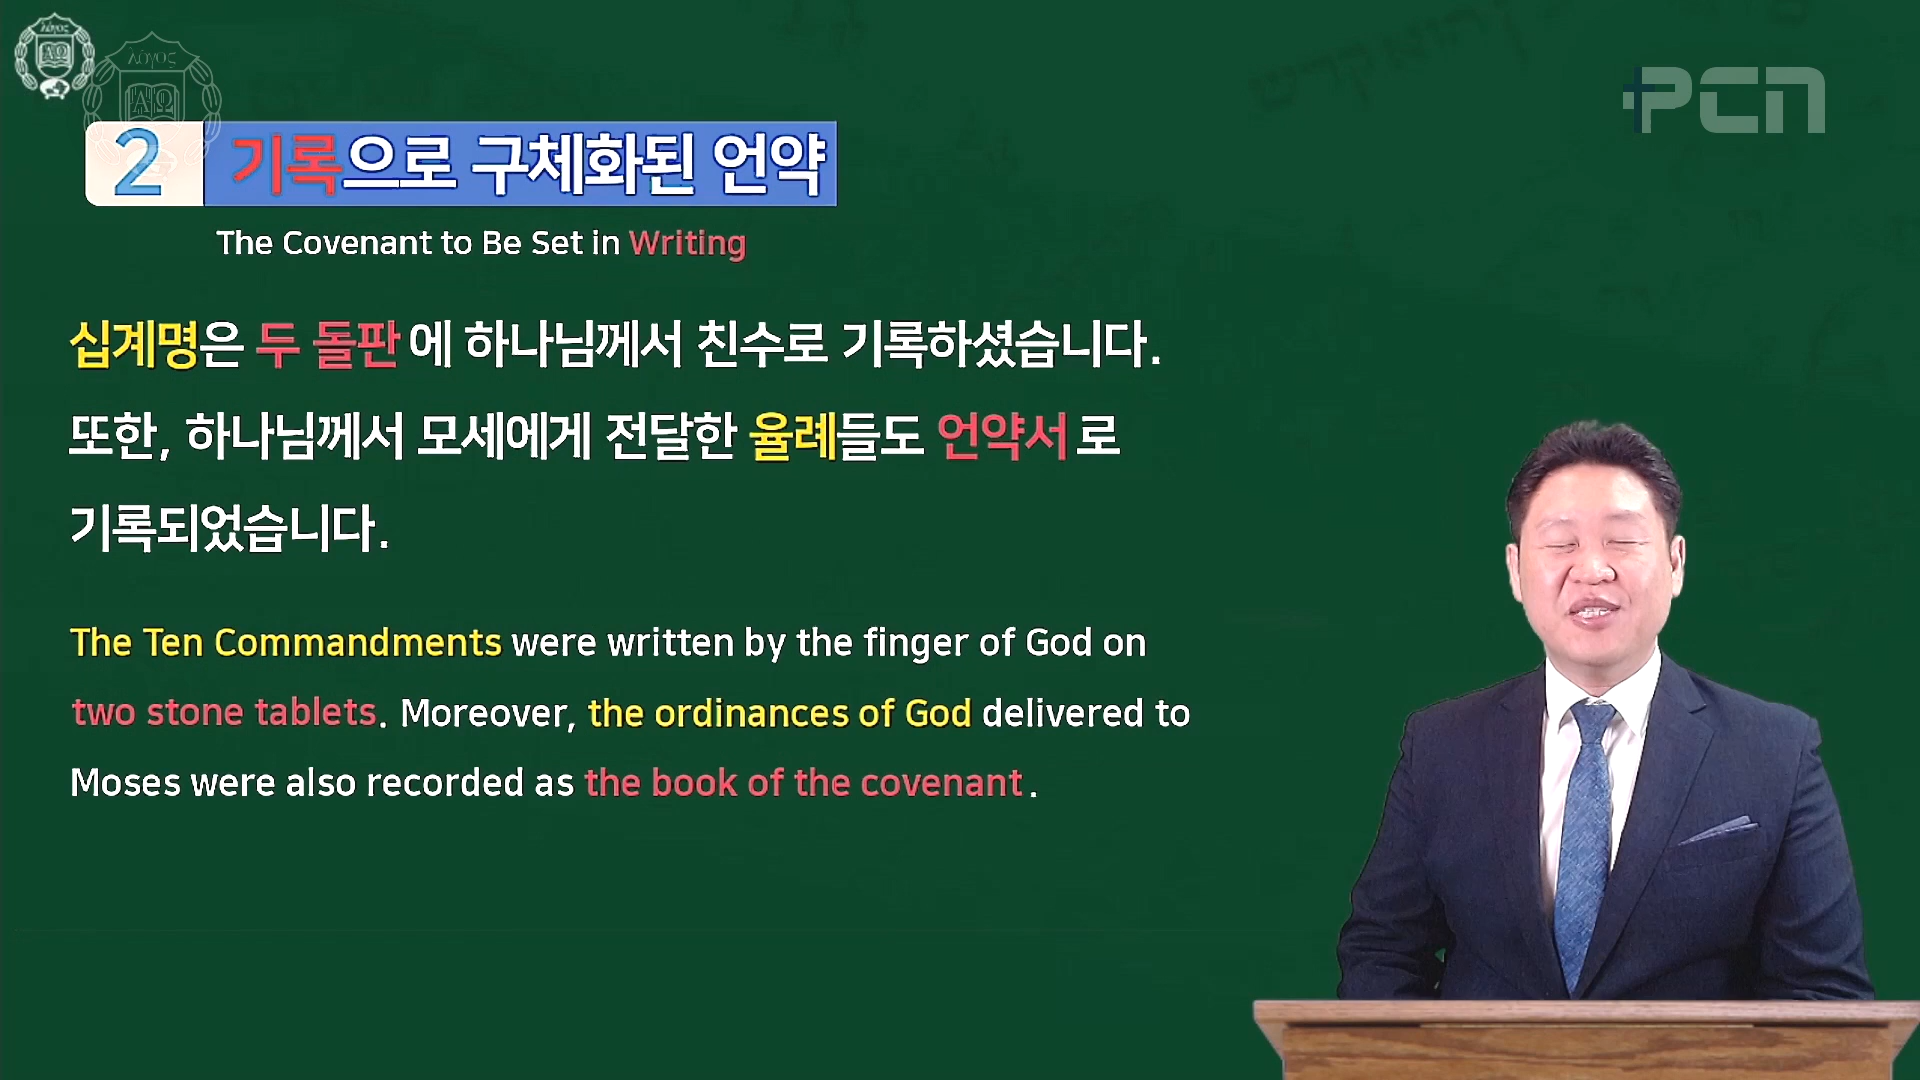 λόγος
ΑΩ
λόγος
ΑΩ
PCN
2 기록으로 구체화된 언약
The Covenant to Be Set in Writing
십계명은 두 돌판에 하나님께서 친수로 기록하셨습니다.
또한, 하나님께서 모세에게 전달한 율례들도 언약서로
기록되었습니다.
The Ten Commandments were written by the finger of God on
two stone tablets. Moreover, the ordinances of God delivered to
Moses were also recorded as the book of the covenant.